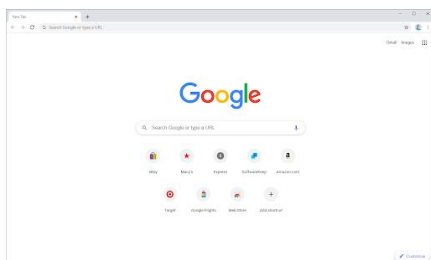 New Tab
Search Google or type a URL
Gmail Images
Google
Search Google or type a URL
eBay
Macy's
Expired
SoftwareKeep
Amazon.com
Target
Google Flights
Web Store
Add shortcut
Customize